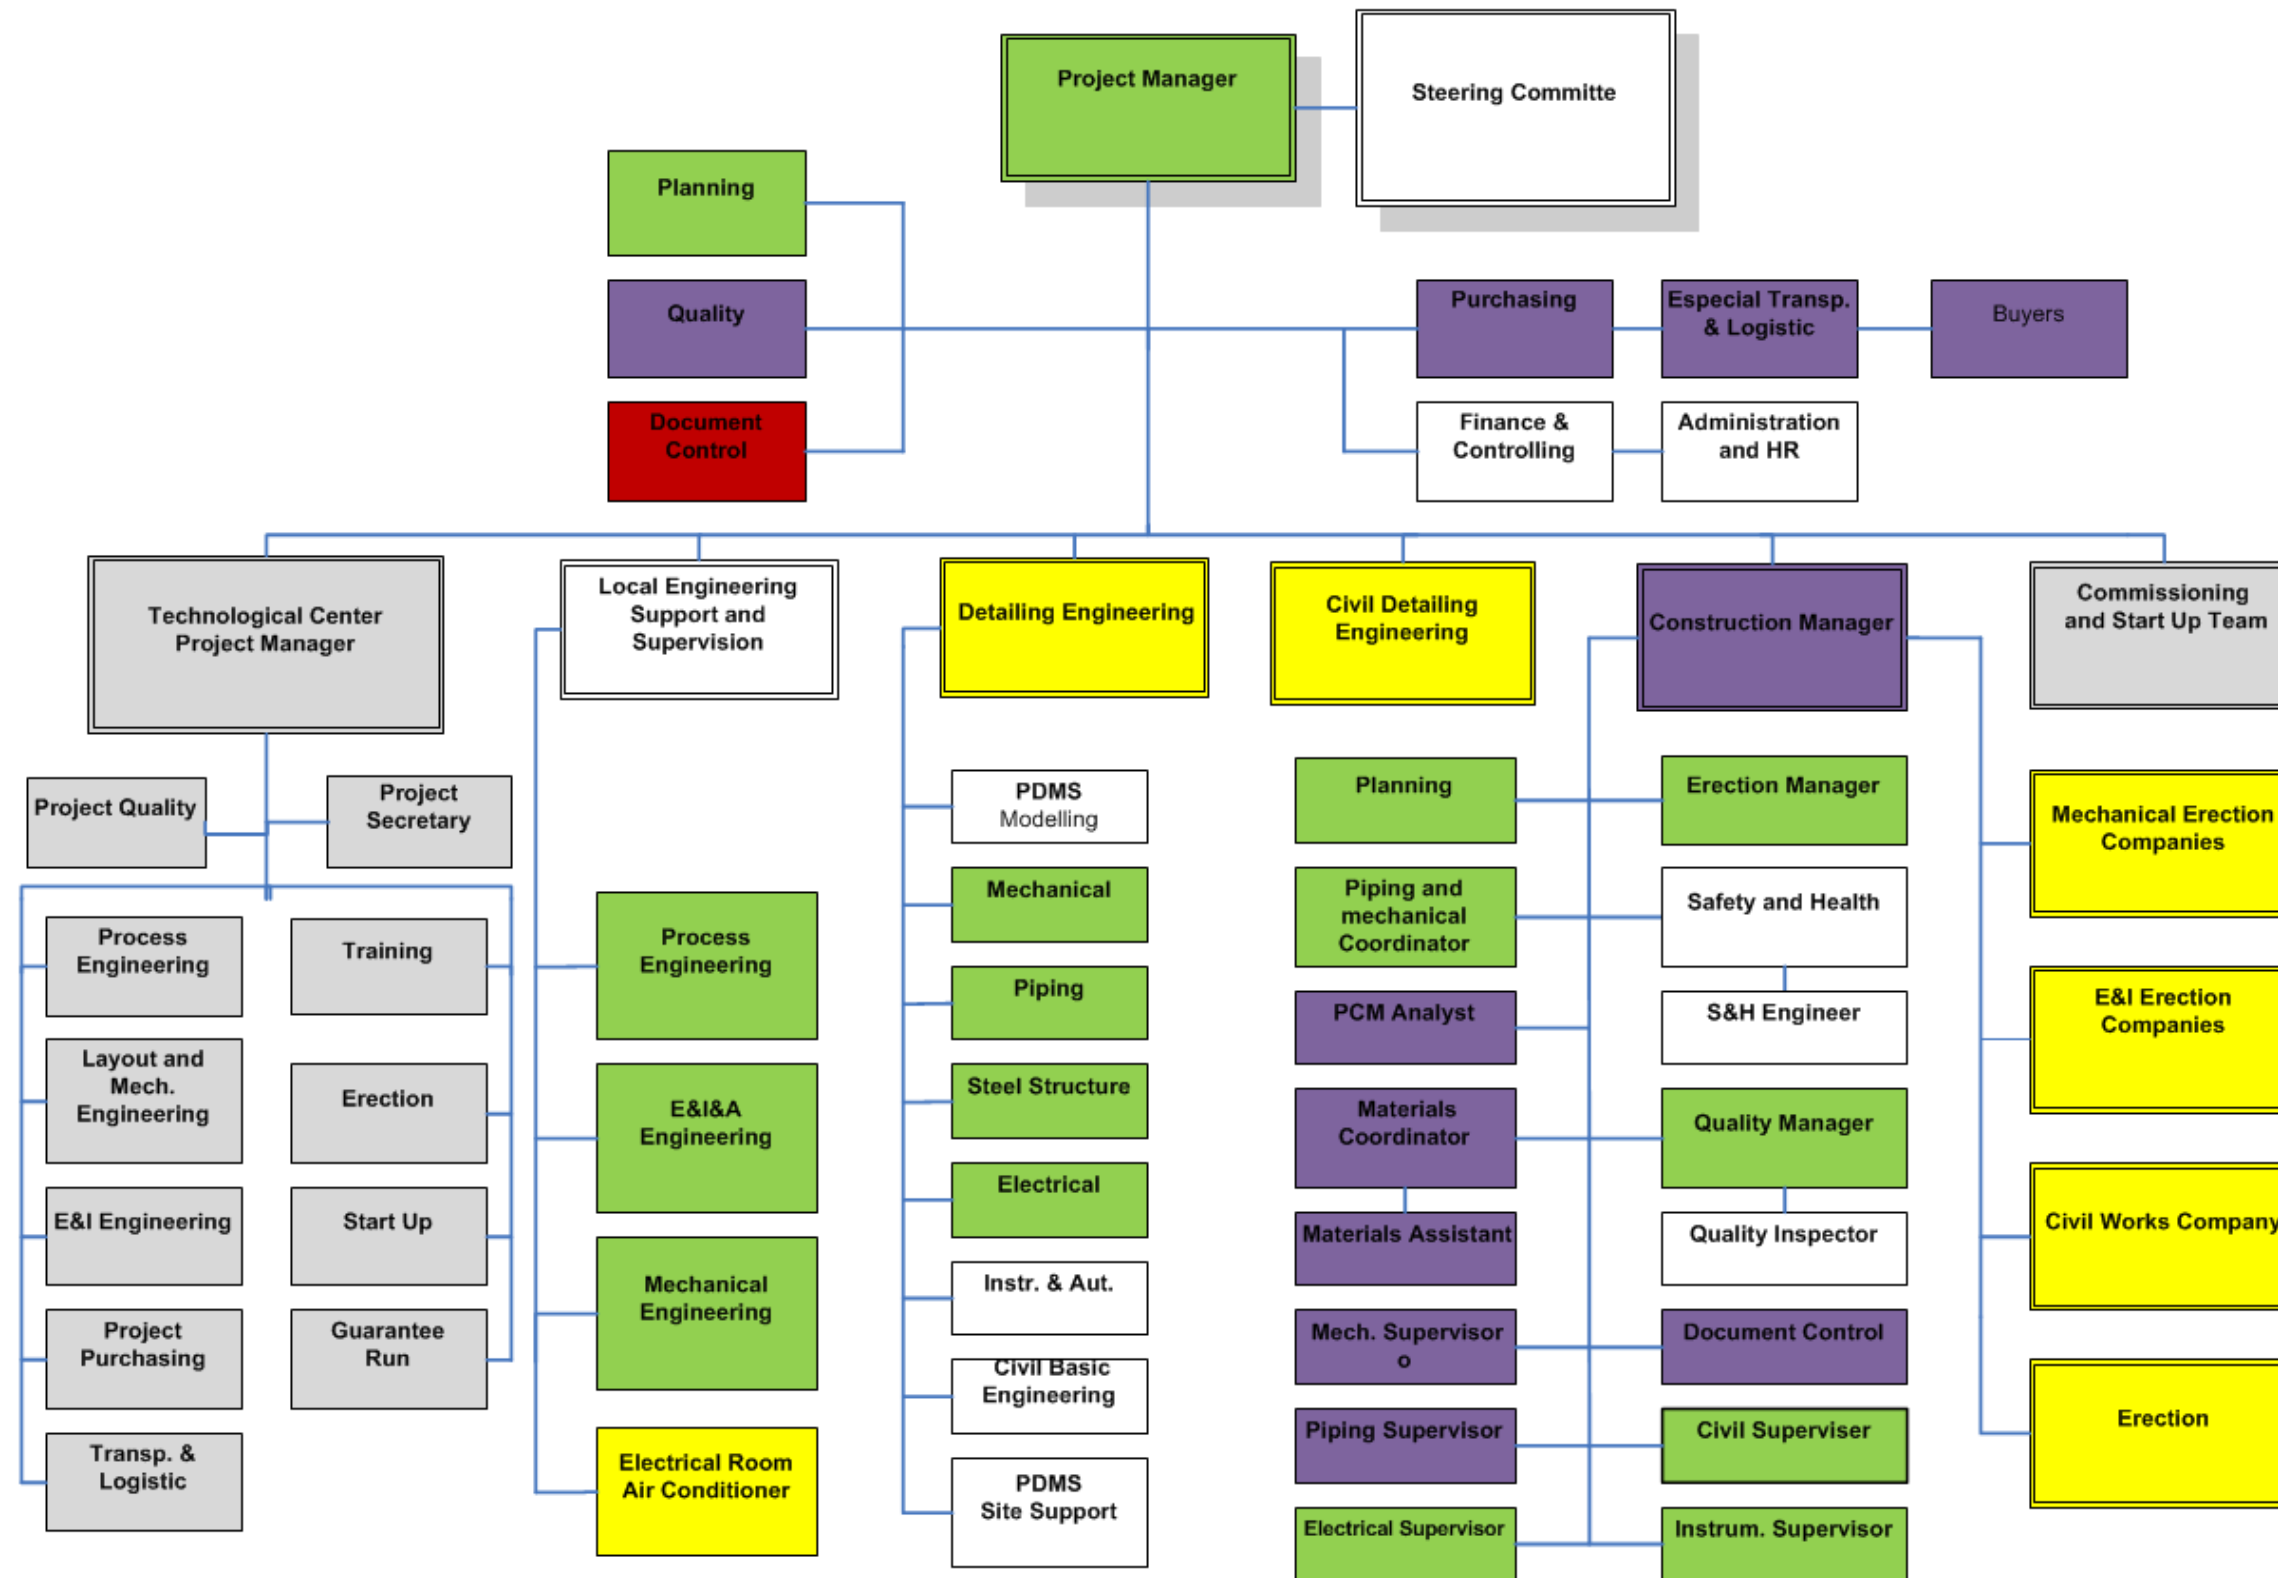 Project Manager
Steering Committe
Planning
Quality
Purchasing
Especial Transp.
& Logistic
Buyers
Document
Control
Finance &
Controlling
Administration
and HR
Technological Center
Project Manager
Local Engineering
Support and
Supervision
Detailing Engineering
Civil Detailing
Engineering
Construction Manager
Commissioning
and Start Up Team
Project Quality
Project
Secretary
Process
Engineering
Training
Layout and
Mech.
Engineering
Erection
E&I Engineering
Start Up
Project
Purchasing
Guarantee
Run
Transp. &
Logistic
Process
Engineering
E&I&A
Engineering
Mechanical
Engineering
Electrical Room
Air Conditioner
PDMS
Modelling
Mechanical
Piping
Steel Structure
Electrical
Instr. & Aut.
Civil Basic
Engineering
PDMS
Site Support
Planning
Erection Manager
Piping and
mechanical
Coordinator
Safety and Health
PCM Analyst
S&H Engineer
Materials
Coordinator
Quality Manager
Materials Assistant
Quality Inspector
Mech. Supervisor
o
Document Control
Piping Supervisor
Civil Superviser
Electrical Supervisor
Instrum. Supervisor
Mechanical Erection
Companies
E&I Erection
Companies
Civil Works Company
Erection